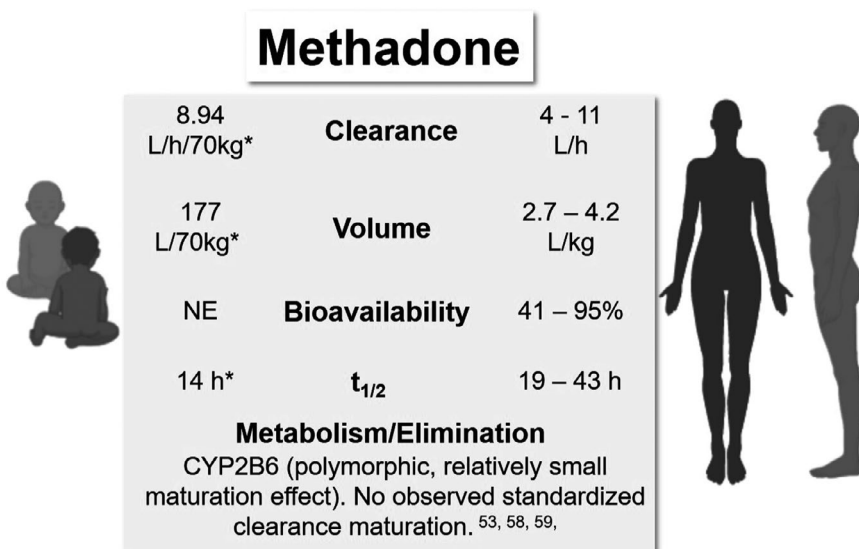 Methadone
8.94 Clearance 4 - 11
L/h/70kg* L/h
177 Volume 2.7 – 4.2
L/70kg* L/kg
NE Bioavailability 41 – 95%
14 h* t1/2 19 – 43 h
Metabolism/Elimination
CYP2B6 (polymorphic, relatively small
maturation effect). No observed standardized
clearance maturation. 53, 58, 59,